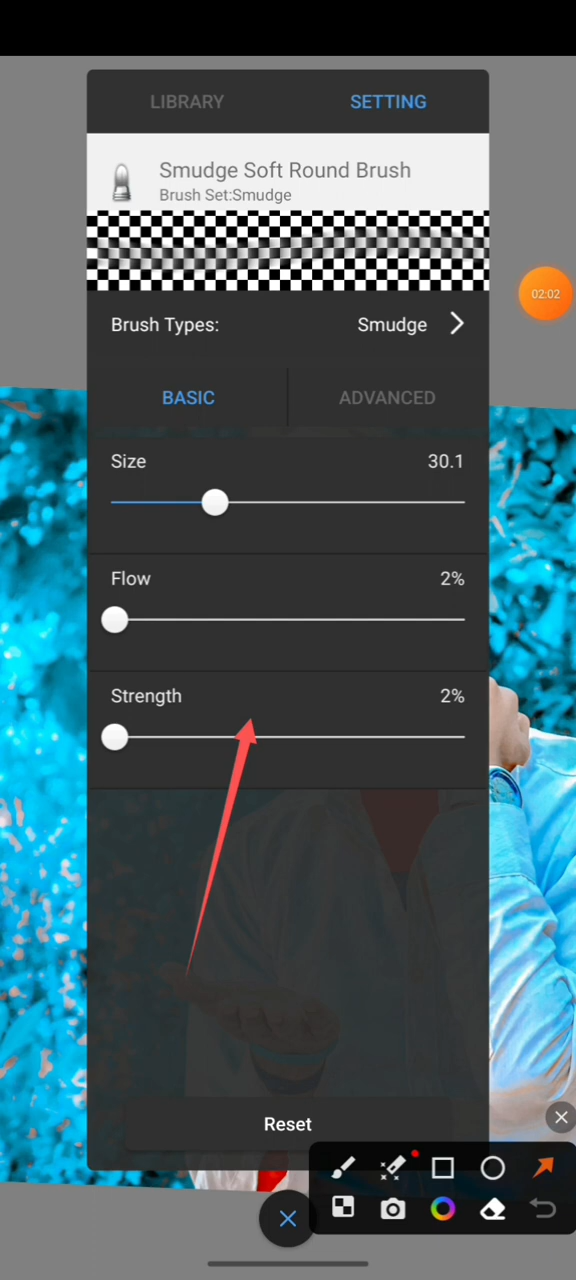 LIBRARY SETTING
Smudge Soft Round Brush
Brush Set:Smudge
02:02
Brush Types: Smudge
BASIC ADVANCED
Size 30.1
Flow 2%
Strength 2%
Reset